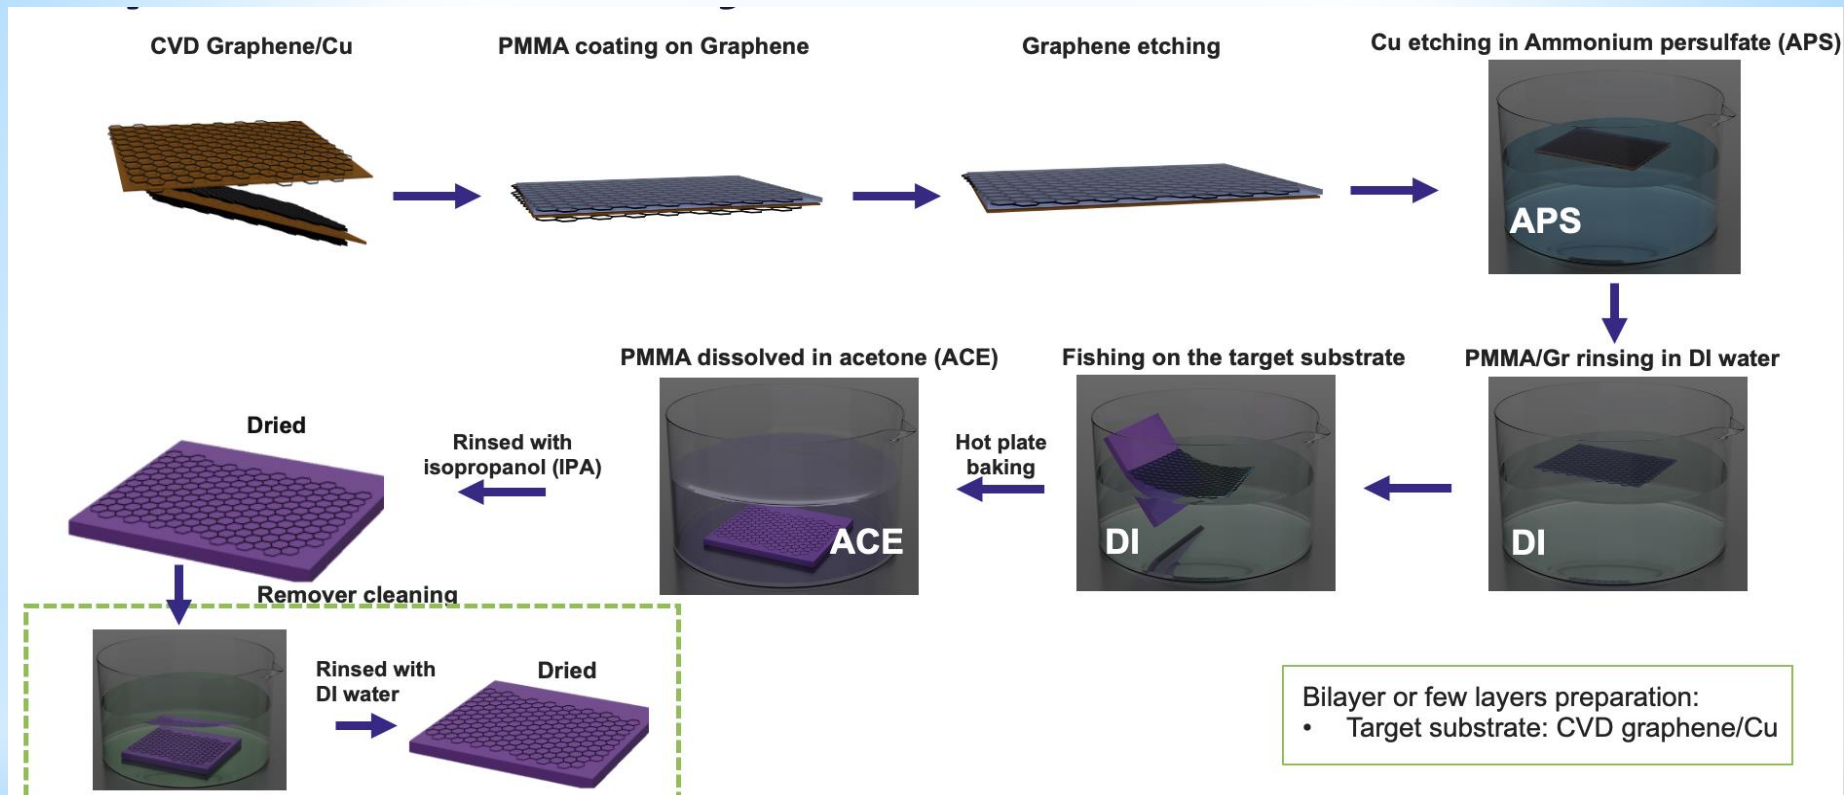 CVD Graphene/Cu
PMMA coating on Graphene
Graphene etching
Cu etching in Ammonium persulfate (APS)
APS
PMMA/Gr rinsing in DI water
DI
Fishing on the target substrate
DI
Hot plate
baking
PMMA dissolved in acetone (ACE)
ACE
Rinsed with
isopropanol (IPA)
Dried
Remover cleaning
Rinsed with
DI water
Dried
Bilayer or few layers preparation:
• Target substrate: CVD graphene/Cu